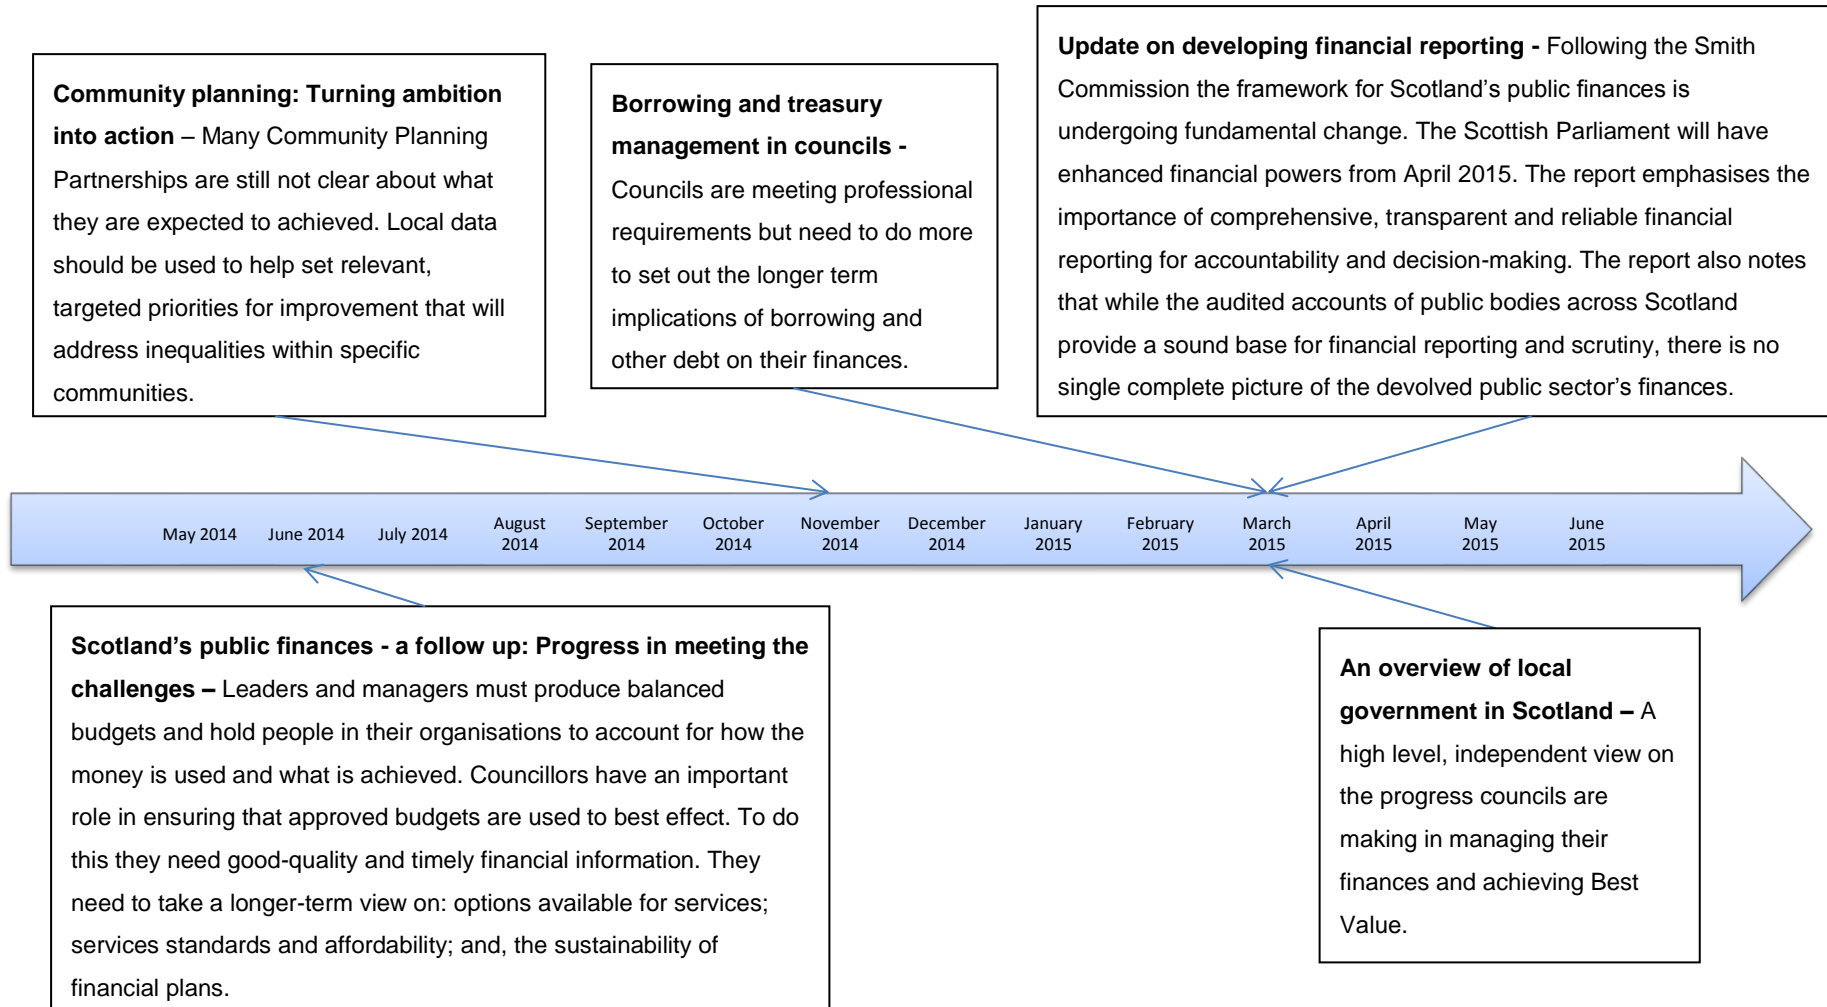 Community planning: Turning ambition
into action – Many Community Planning
Partnerships are still not clear about what
they are expected to achieved. Local data
should be used to help set relevant,
targeted priorities for improvement that will
address inequalities within specific
communities.
Borrowing and treasury
management in councils -
Councils are meeting professional
requirements but need to do more
to set out the longer term
implications of borrowing and
other debt on their finances.
Update on developing financial reporting - Following the Smith
Commission the framework for Scotland’s public finances is
undergoing fundamental change. The Scottish Parliament will have
enhanced financial powers from April 2015. The report emphasises the
importance of comprehensive, transparent and reliable financial
reporting for accountability and decision-making. The report also notes
that while the audited accounts of public bodies across Scotland
provide a sound base for financial reporting and scrutiny, there is no
single complete picture of the devolved public sector’s finances.
May 2014
June 2014
July 2014
August
2014
September
2014
October
2014
November
2014
December
2014
January
2015
February
2015
March
2015
April
2015
May
2015
June
2015
Scotland’s public finances - a follow up: Progress in meeting the
challenges – Leaders and managers must produce balanced
budgets and hold people in their organisations to account for how the
money is used and what is achieved. Councillors have an important
role in ensuring that approved budgets are used to best effect. To do
this they need good-quality and timely financial information. They
need to take a longer-term view on: options available for services;
services standards and affordability; and, the sustainability of
financial plans.
An overview of local
government in Scotland – A
high level, independent view on
the progress councils are
making in managing their
finances and achieving Best
Value.